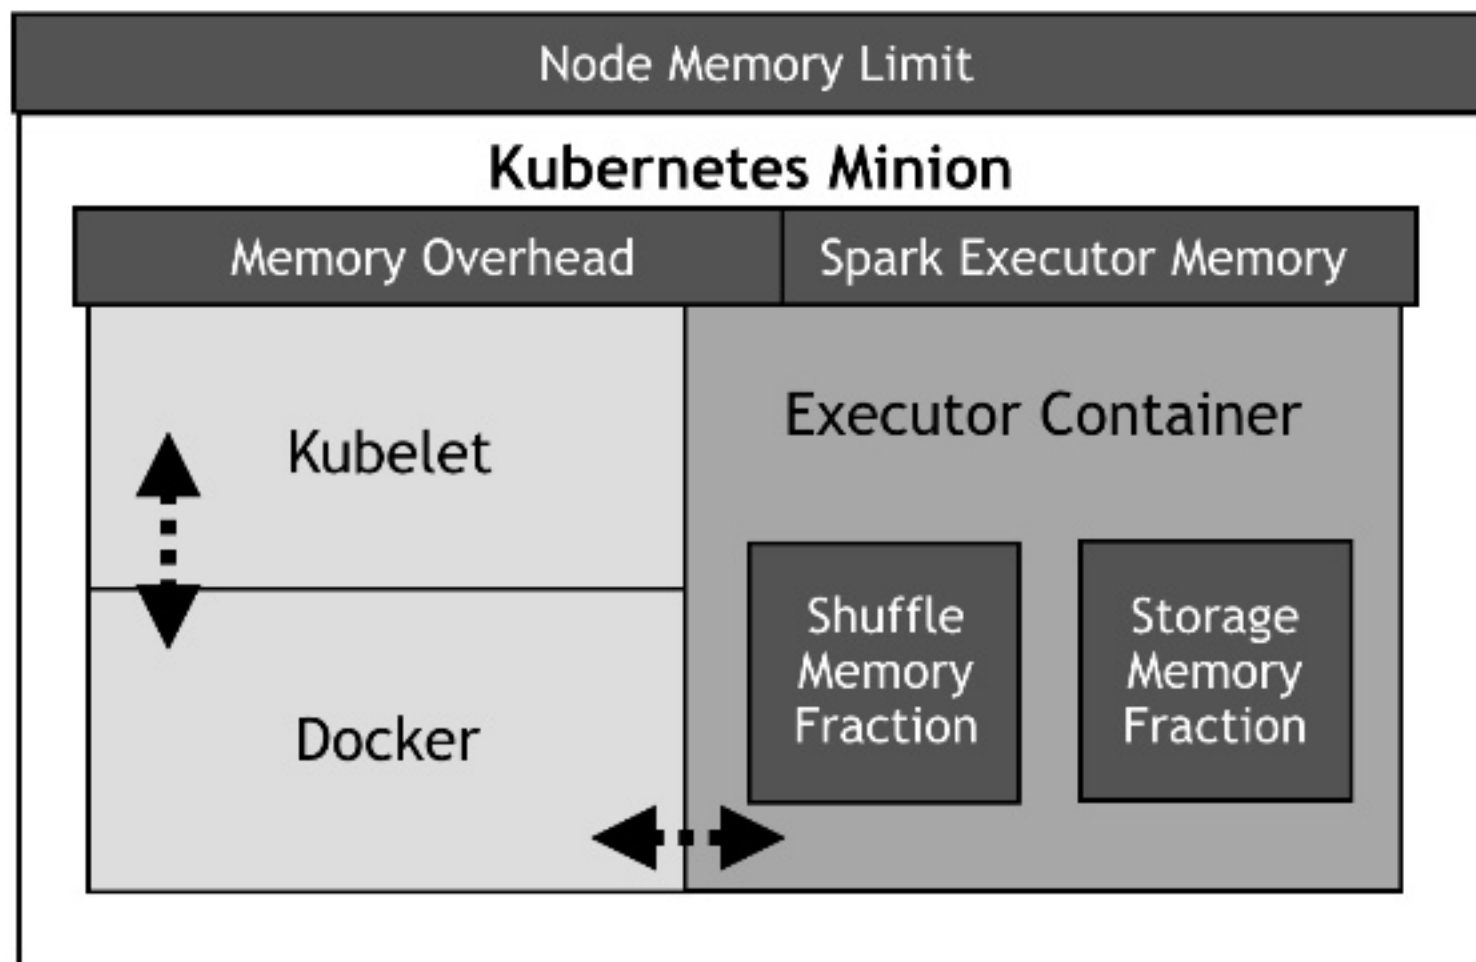 Node Memory Limit
Kubernetes Minion
Memory Overhead
Spark Executor Memory
Kubelet
Executor Container
Docker
Shuffle
Memory
Fraction
Storage
Memory
Fraction